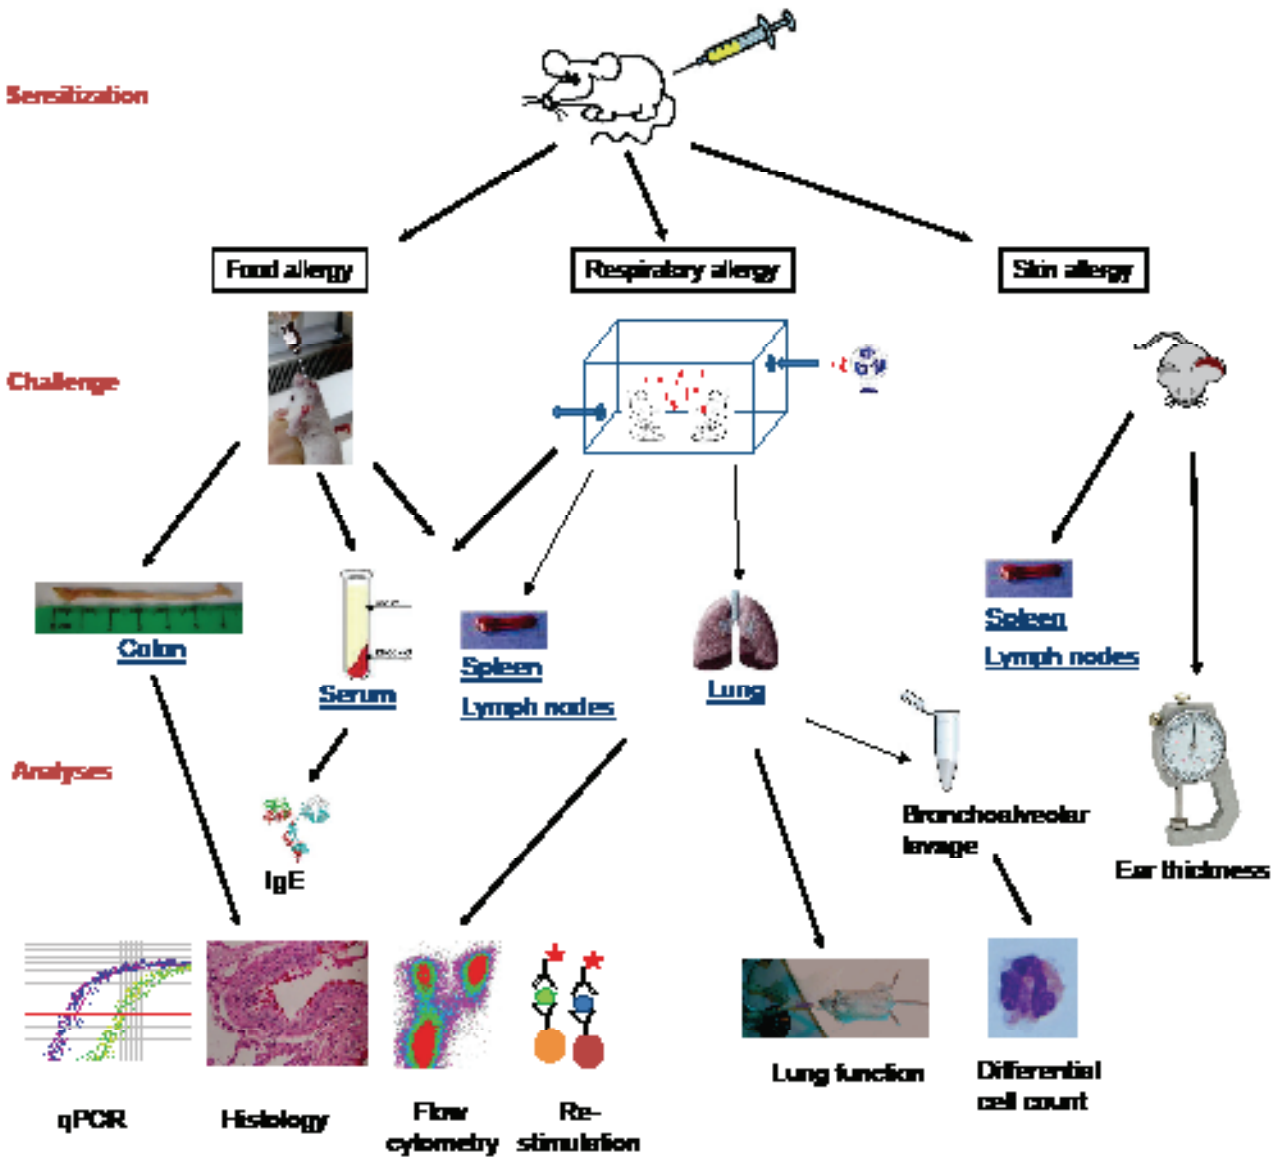 Sensitization
Food allergy
Respiratory allergy
Skin allergy
Challenge
Colon
Serum
Spleen
Lymph nodes
Lung
Spleen
Lymph nodes
Analyses
IgE
Bronchoalveolar
lavage
Ear thickness
qPCR
Histology
Flow
cytometry
Re-
stimulation
Lung function
Differential
cell count